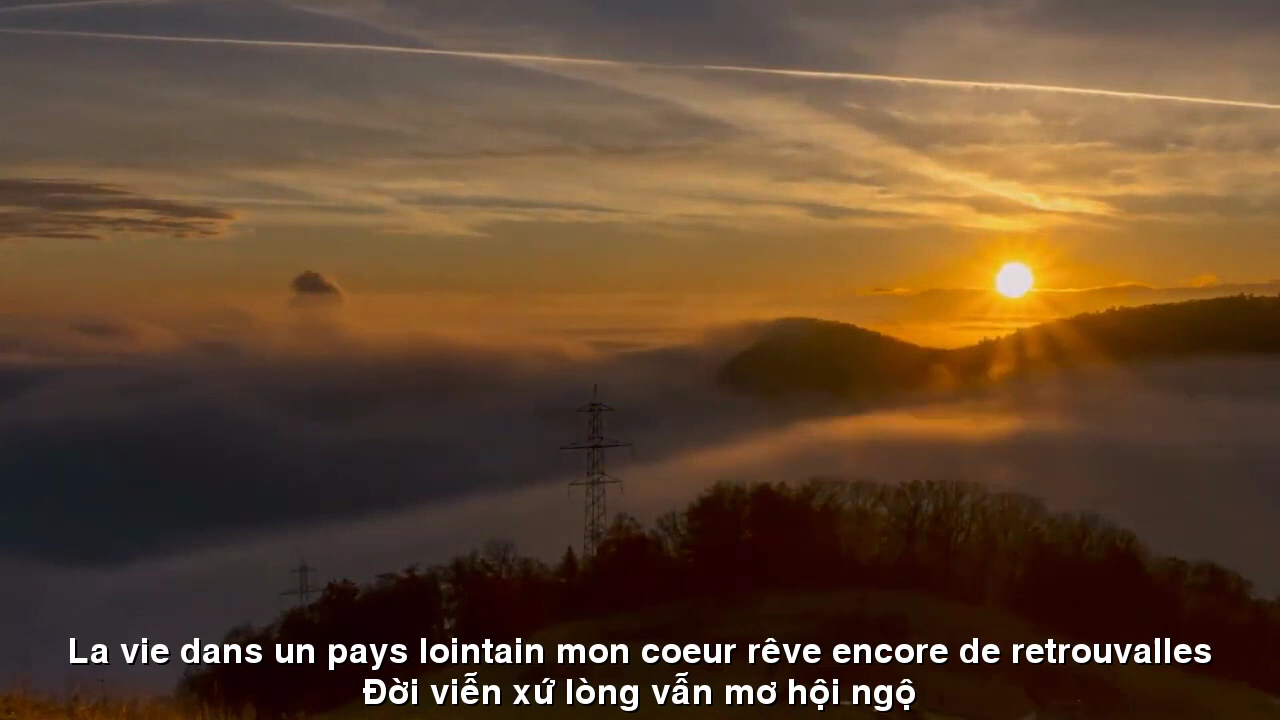 La vie dans un pays lointain mon coeur rêve encore de retrouvalles
Đời viễn xứ lòng vẫn mơ hội ngộ